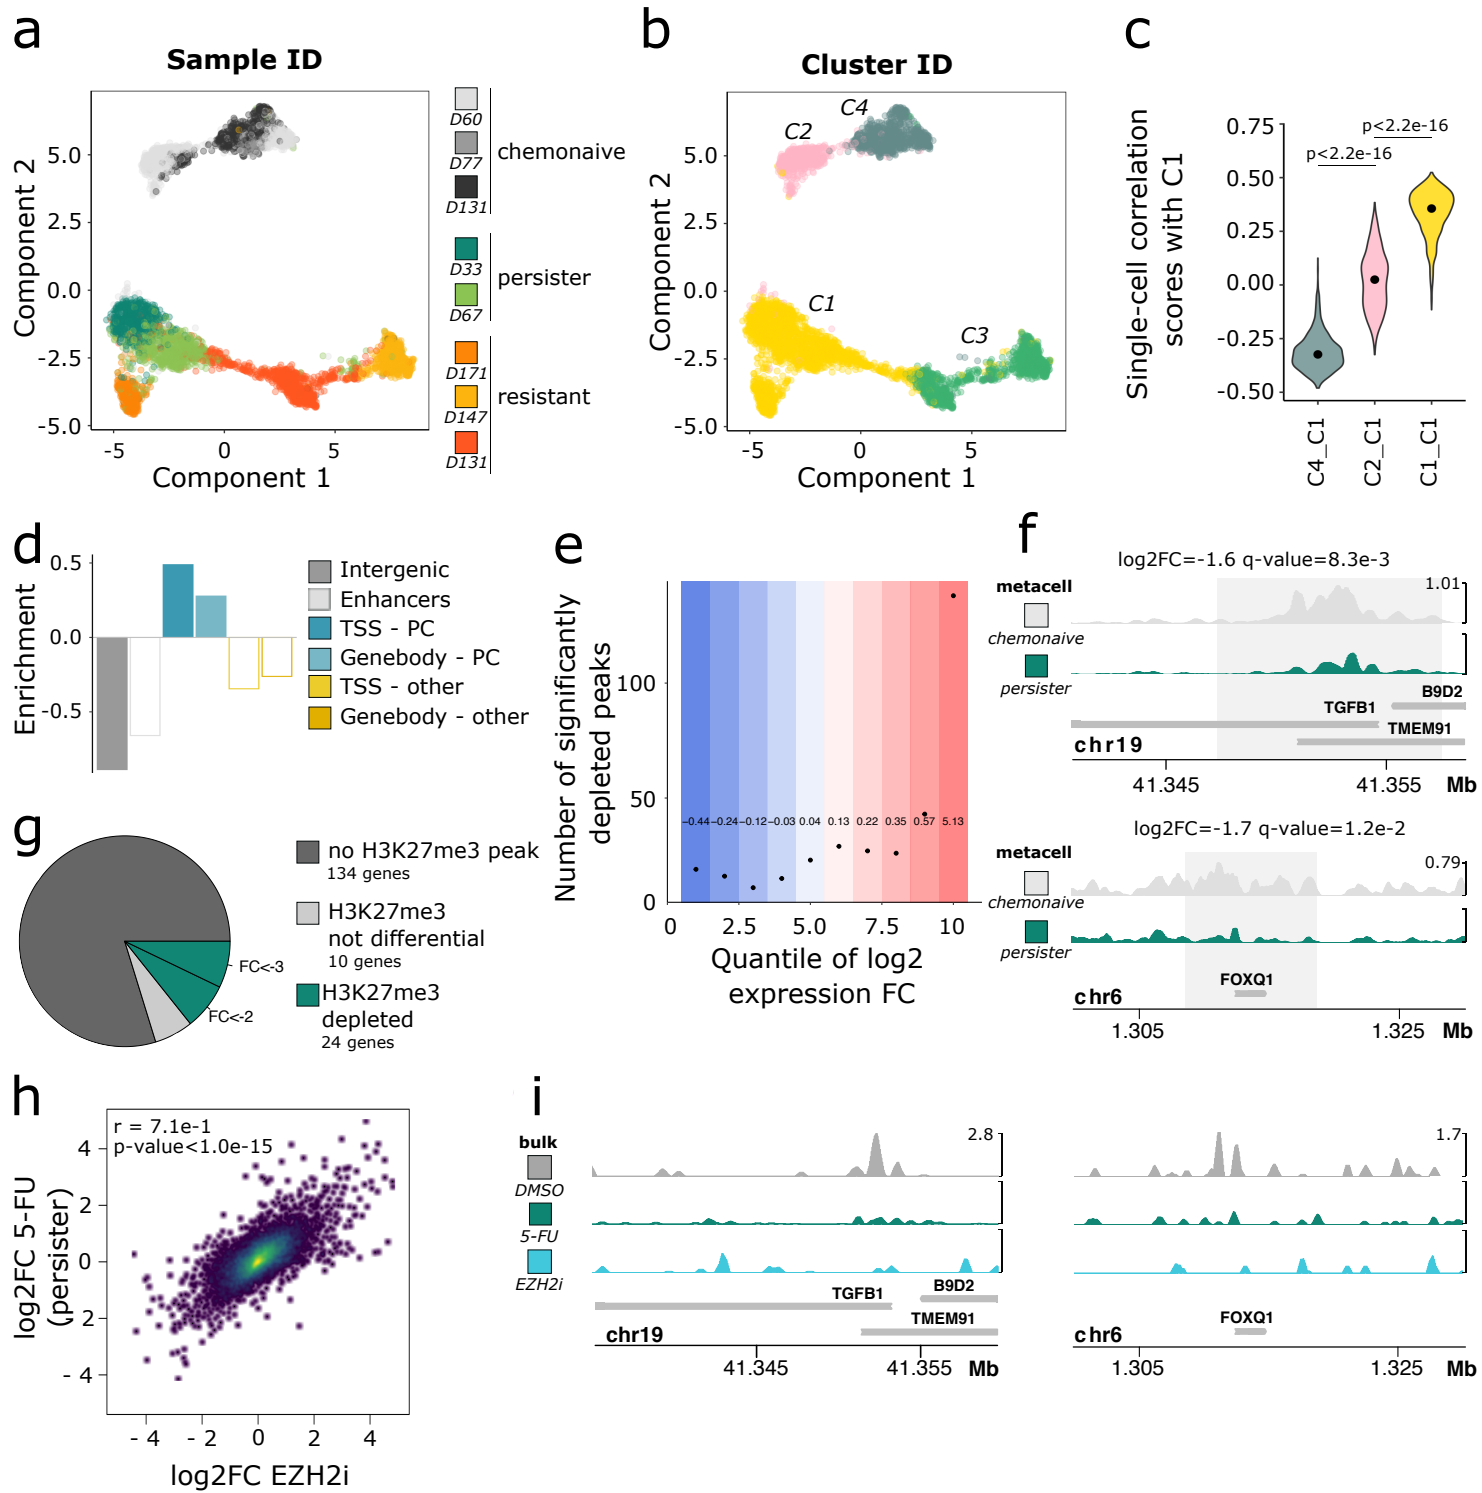 a
Sample ID
Component 2
5.0
2.5
0.0
-2.5
-5.0
-5
0
5
Component 1
D60
D77
D131
chemonaive
D33
D67
persister
D171
D147
D131
resistant
b
Cluster ID
Component 2
5.0
2.5
0.0
-2.5
-5.0
C4
C2
C1
C3
-5
0
5
Component 1
c
Single-cell correlation
scores with C1
0.75
0.50
0.25
0.00
-0.25
-0.50
p<2.2e-16
p<2.2e-16
C4_C1
C2_C1
C1_C1
d
Enrichment
0.5
0.0
-0.5
Intergenic
Enhancers
TSS - PC
Genebody - PC
TSS - other
Genebody - other
e
Number of significantly
depleted peaks
100
50
0
-0.44 -0.24 -0.12 -0.03 0.04 0.13 0.22 0.35 0.57 5.13
0 2.5 5.0 7.5 10
Quantile of log2
expression FC
f
log2FC=-1.6 q-value=8.3e-3
metacell
chemonaive
persister
1.01
B9D2
TGFB1
TMEM91
chr19
41.345 41.355 Mb
log2FC=-1.7 q-value=1.2e-2
metacell
chemonaive
persister
0.79
FOXQ1
chr6
1.305 1.325 Mb
g
no H3K27me3 peak
134 genes
H3K27me3
not differential
10 genes
H3K27me3
depleted
24 genes
FC<-3
FC<-2
h
r = 7.1e-1
p-value<1.0e-15
log2FC 5-FU
(persister)
4
2
0
- 2
- 4
- 4 - 2 0 2 4
log2FC EZH2i
i
bulk
DMSO
5-FU
EZH2i
2.8
B9D2
TGFB1
TMEM91
chr19
41.345 41.355 Mb
1.7
FOXQ1
chr6
1.305 1.325 Mb